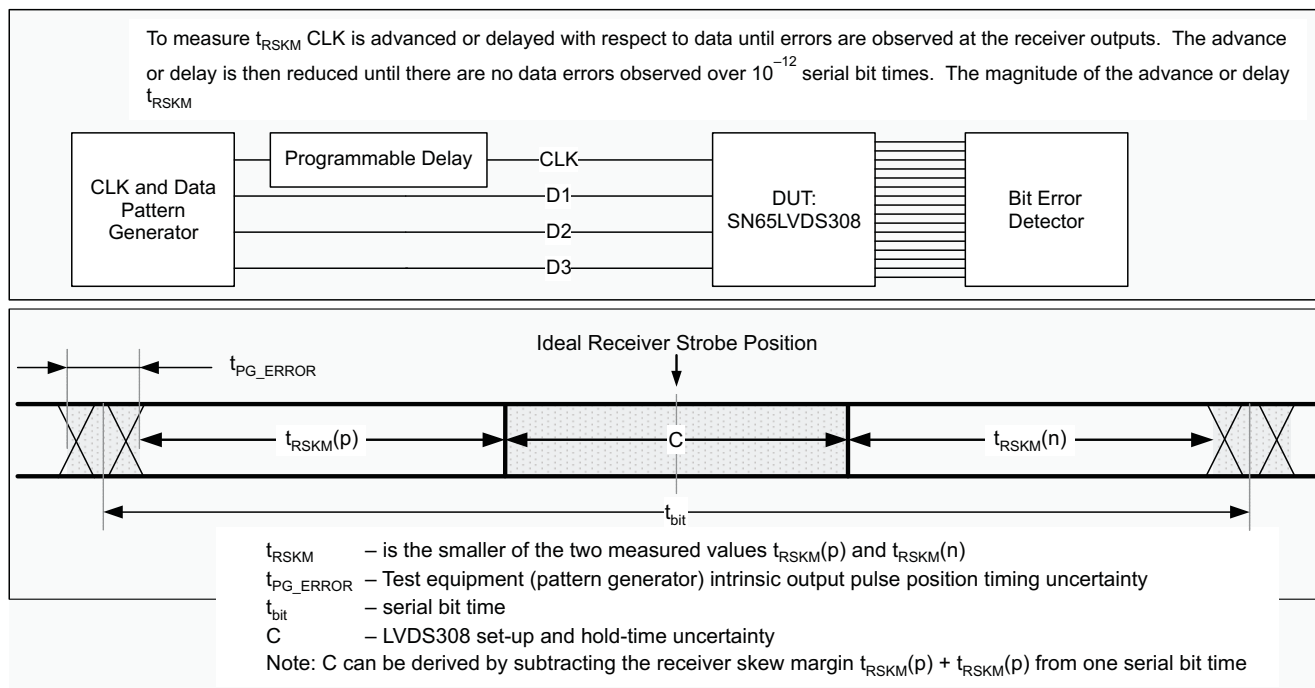 To measure tRSKM CLK is advanced or delayed with respect to data until errors are observed at the receiver outputs. The advance
or delay is then reduced until there are no data errors observed over 10–12 serial bit times. The magnitude of the advance or delay
tRSKM
CLK and Data
Pattern
Generator
Programmable Delay
CLK
D1
D2
D3
DUT:
SN65LVDS308
Bit Error
Detector
Ideal Receiver Strobe Position
tPG_ERROR
tRSKM(p)
C
tRSKM(n)
tbit
tRSKM – is the smaller of the two measured values tRSKM(p) and tRSKM(n)
tPG_ERROR – Test equipment (pattern generator) intrinsic output pulse position timing uncertainty
tbit – serial bit time
C – LVDS308 set-up and hold-time uncertainty
Note: C can be derived by subtracting the receiver skew margin tRSKM(p) + tRSKM(p) from one serial bit time